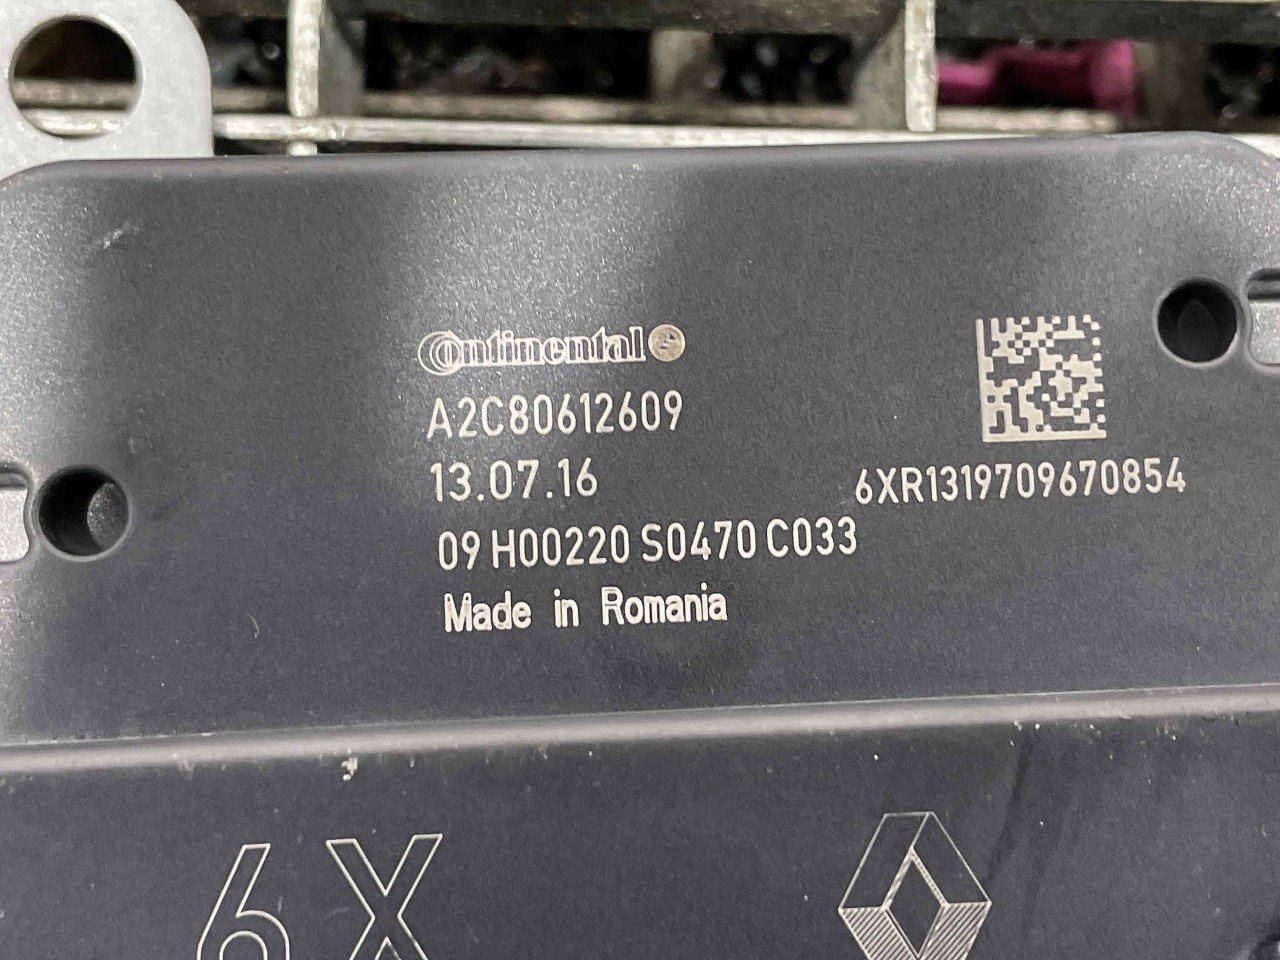 Continental
A2C80612609
13.07.16
6XR1319709670854
09 H00220 S0470 C033
Made in Romania
6X